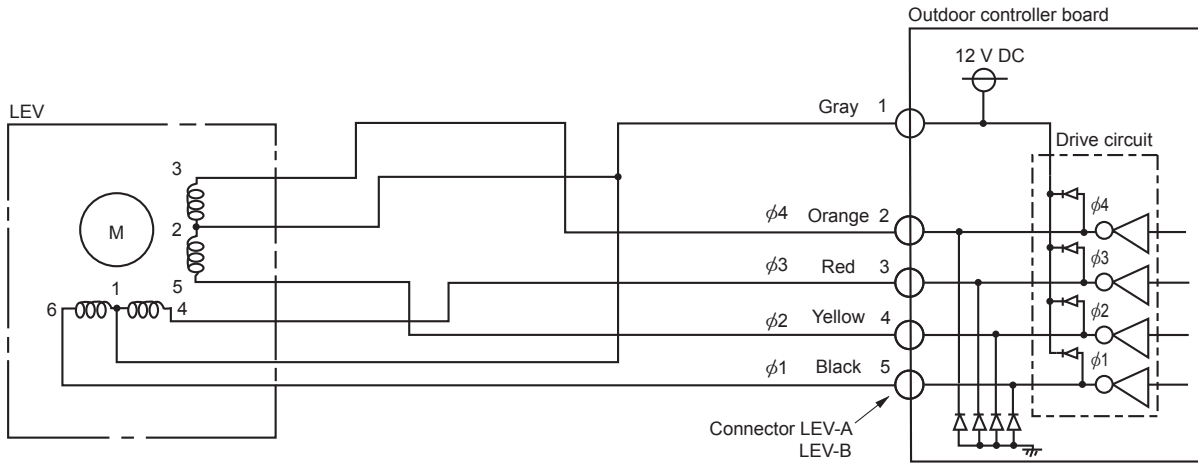 Outdoor controller board
12 V DC
LEV
Gray 1
Drive circuit
3
ϕ4
ϕ4 Orange 2
M
2
ϕ3
ϕ3 Red 3
5
1
6
4
ϕ2
ϕ2 Yellow 4
ϕ1
ϕ1 Black 5
Connector LEV-A
LEV-B